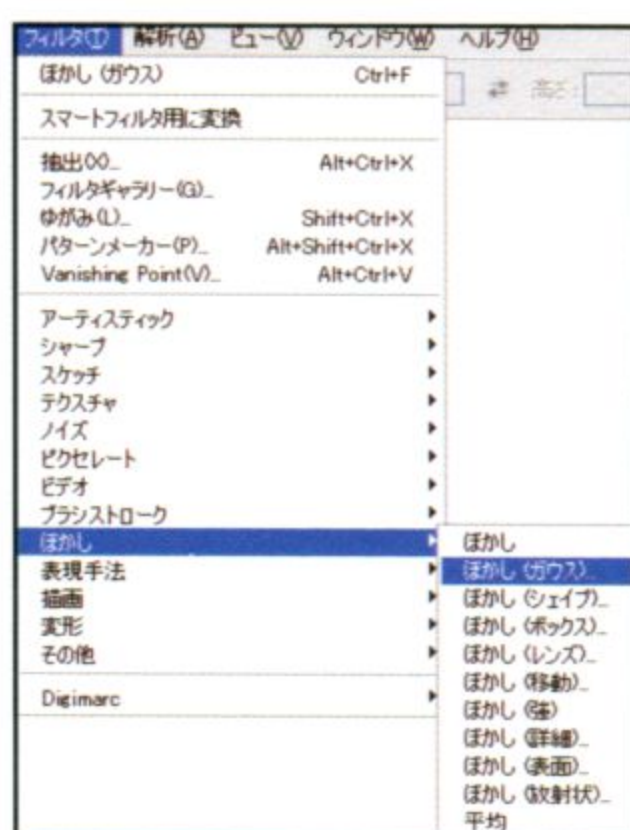 フィルタ(T) 解析(A) ビュー(V) ウィンドウ(W) ヘルプ(H)
ぼかし (ガウス) Ctrl+F
高さ:
スマートフィルタ用に変換
抽出(X)... Alt+Ctrl+X
フィルタギャラリー(G)...
ゆがみ(L)... Shift+Ctrl+X
パターンメーカー(P)... Alt+Shift+Ctrl+X
Vanishing Point(V)... Alt+Ctrl+V
アーティスティック
シャープ
スケッチ
テクスチャ
ノイズ
ピクセレート
ビデオ
ブラシストローク
ぼかし
表現手法
描画
変形
その他
Digimarc
ぼかし
ぼかし (ガウス)...
ぼかし (シェイプ)...
ぼかし (ボックス)...
ぼかし (レンズ)...
ぼかし (移動)...
ぼかし (強)
ぼかし (詳細)...
ぼかし (表面)...
ぼかし (放射状)...
平均